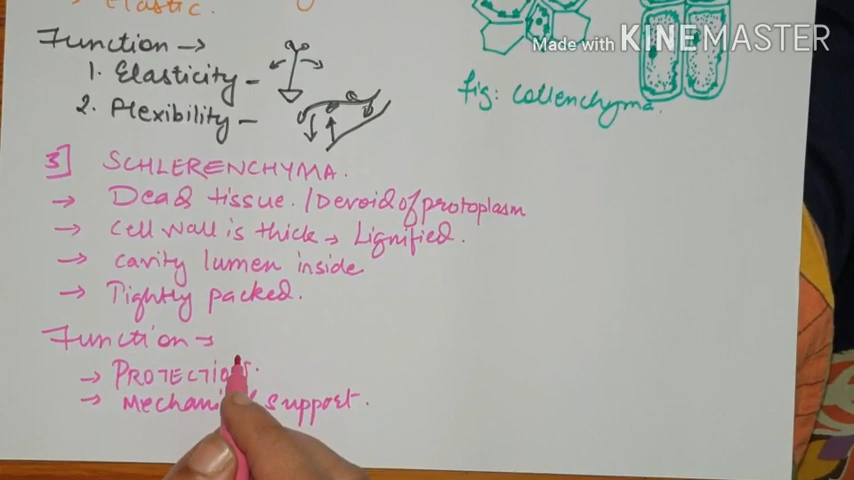 Elastic.
Function →
1. Elasticity -
2. Flexibility -
Made with KINEMASTER
fig: Collenchyma.
3] SCHLERENCHYMA.
→ Dead tissue. / Devoid of protoplasm
→ Cell wall is thick → Lignified.
→ cavity lumen inside
→ Tightly packed.
Function →
→ PROTECTION.
→ Mechanical support.